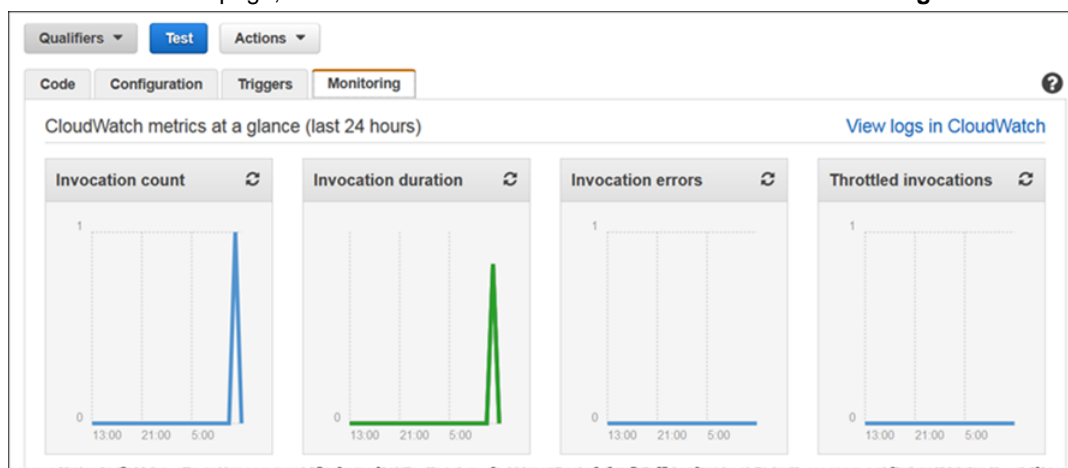 page,
Qualifiers Test Actions
Code Configuration Triggers Monitoring ?
CloudWatch metrics at a glance (last 24 hours) View logs in CloudWatch
Invocation count Invocation duration Invocation errors Throttled invocations
1 1 1
0 0 0 0
13:00 21:00 5:00 13:00 21:00 5:00 13:00 21:00 5:00 13:00 21:00 5:00